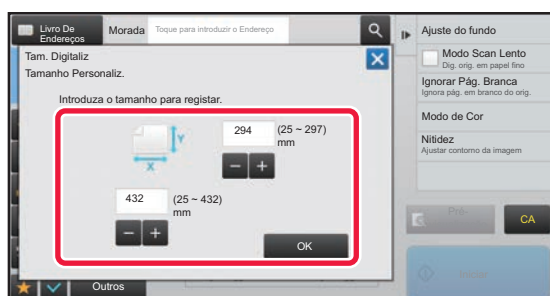 Livro De
Endereços
Morada
Toque para introduzir o Endereço
Tam. Digitaliz
Tamanho Personaliz.
Introduza o tamanho para registar.
Y
X
294
(25 ~ 297)
mm
432
(25 ~ 432)
mm
OK
Outros
Ajuste do fundo
Modo Scan Lento
Dig. orig. em papel fino
Ignorar Pág. Branca
Ignora pág. em branco do orig.
Modo de Cor
Nitidez
Ajustar contorno da imagem
Pré-
CA
Iniciar